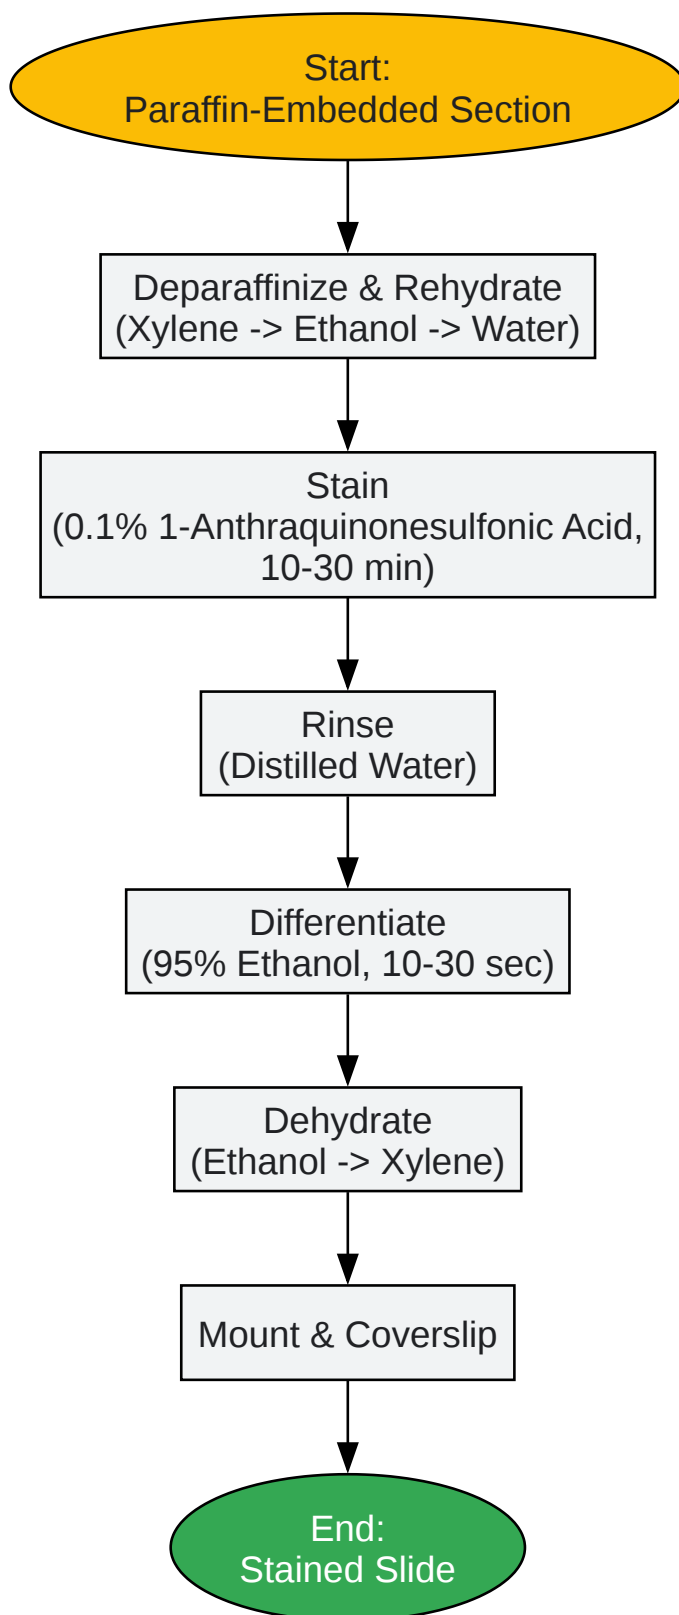 Start:
Paraffin-Embedded Section
Deparaffinize & Rehydrate
(Xylene -> Ethanol -> Water)
Stain
(0.1% 1-Anthraquinonesulfonic Acid,
10-30 min)
Rinse
(Distilled Water)
Differentiate
(95% Ethanol, 10-30 sec)
Dehydrate
(Ethanol -> Xylene)
Mount & Coverslip
End:
Stained Slide